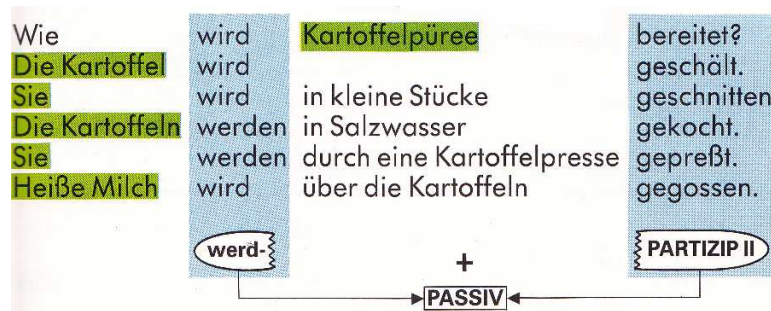 Wie wird Kartoffelpüree bereitet?
Die Kartoffel wird geschält.
Sie wird in kleine Stücke geschnitten
Die Kartoffeln werden in Salzwasser gekocht.
Sie werden durch eine Kartoffelpresse gepreßt.
Heiße Milch wird über die Kartoffeln gegossen.
werd- + PARTIZIP II
PASSIV